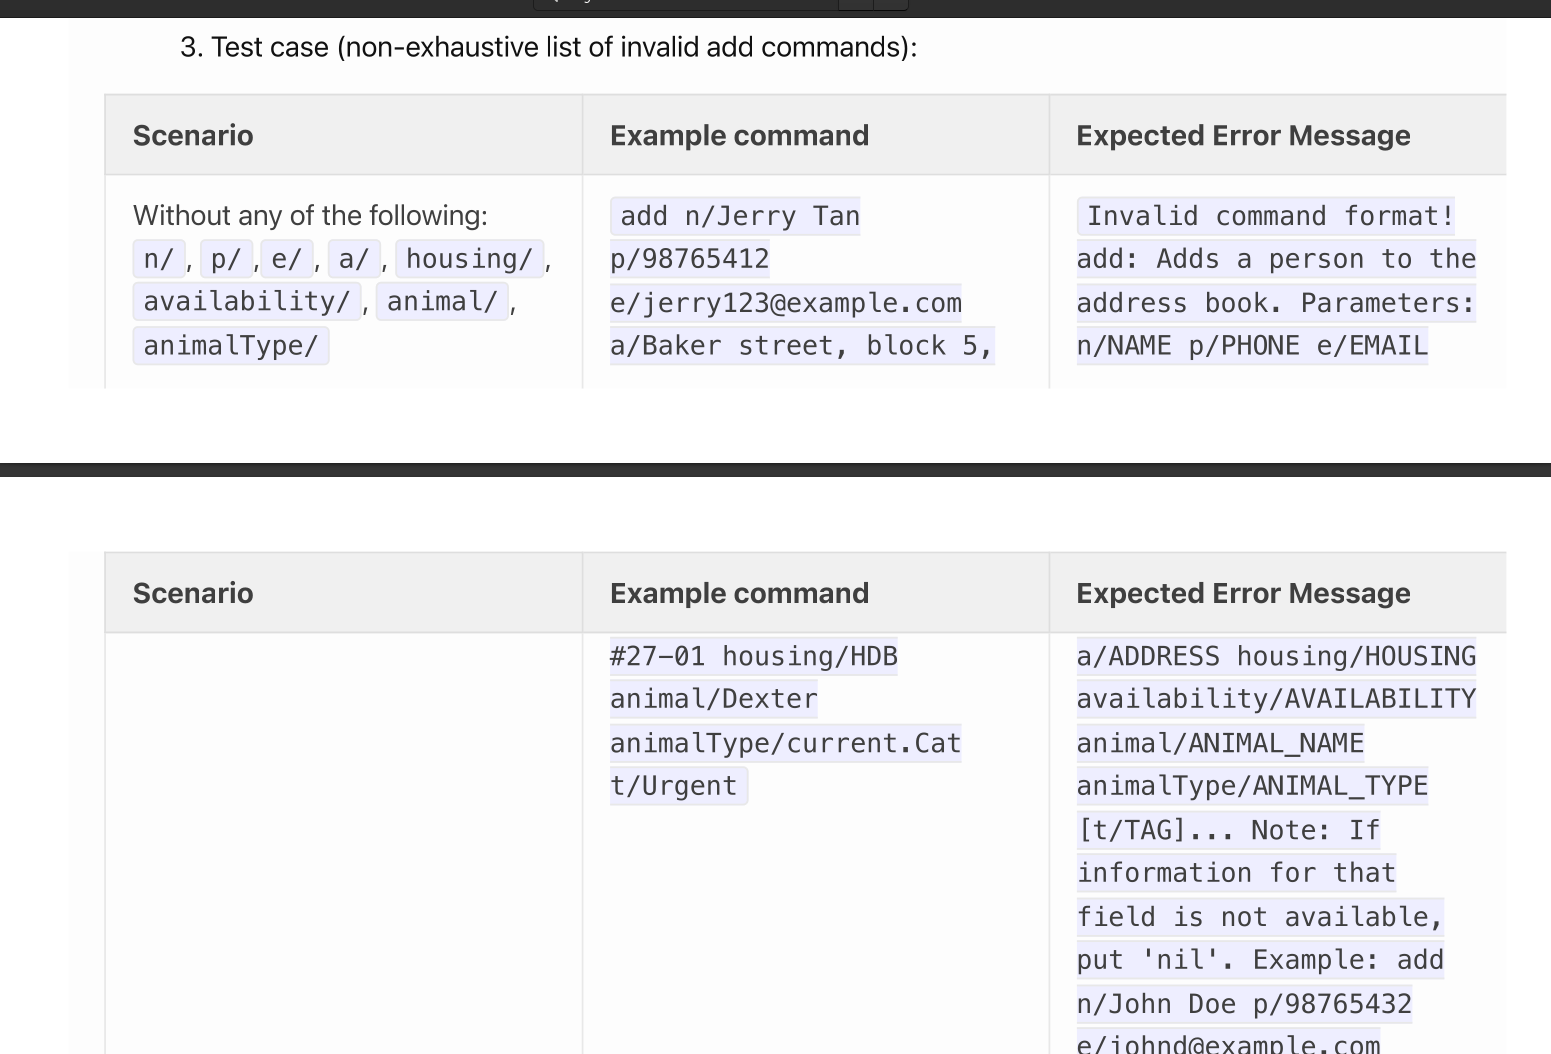 3. Test case (non-exhaustive list of invalid add commands):
Scenario
Example command
Expected Error Message
Without any of the following:
n/, p/,e/, a/, housing/,
availability/, animal/,
animalType/
add n/Jerry Tan
p/98765412
e/jerry123@example.com
a/Baker street, block 5,
Invalid command format!
add: Adds a person to the
address book. Parameters:
n/NAME p/PHONE e/EMAIL
Scenario
Example command
Expected Error Message
#27-01 housing/HDB
animal/Dexter
animalType/current.Cat
t/Urgent
a/ADDRESS housing/HOUSING
availability/AVAILABILITY
animal/ANIMAL_NAME
animalType/ANIMAL_TYPE
[t/TAG]... Note: If
information for that
field is not available,
put 'nil'. Example: add
n/John Doe p/98765432
e/johnd@example.com